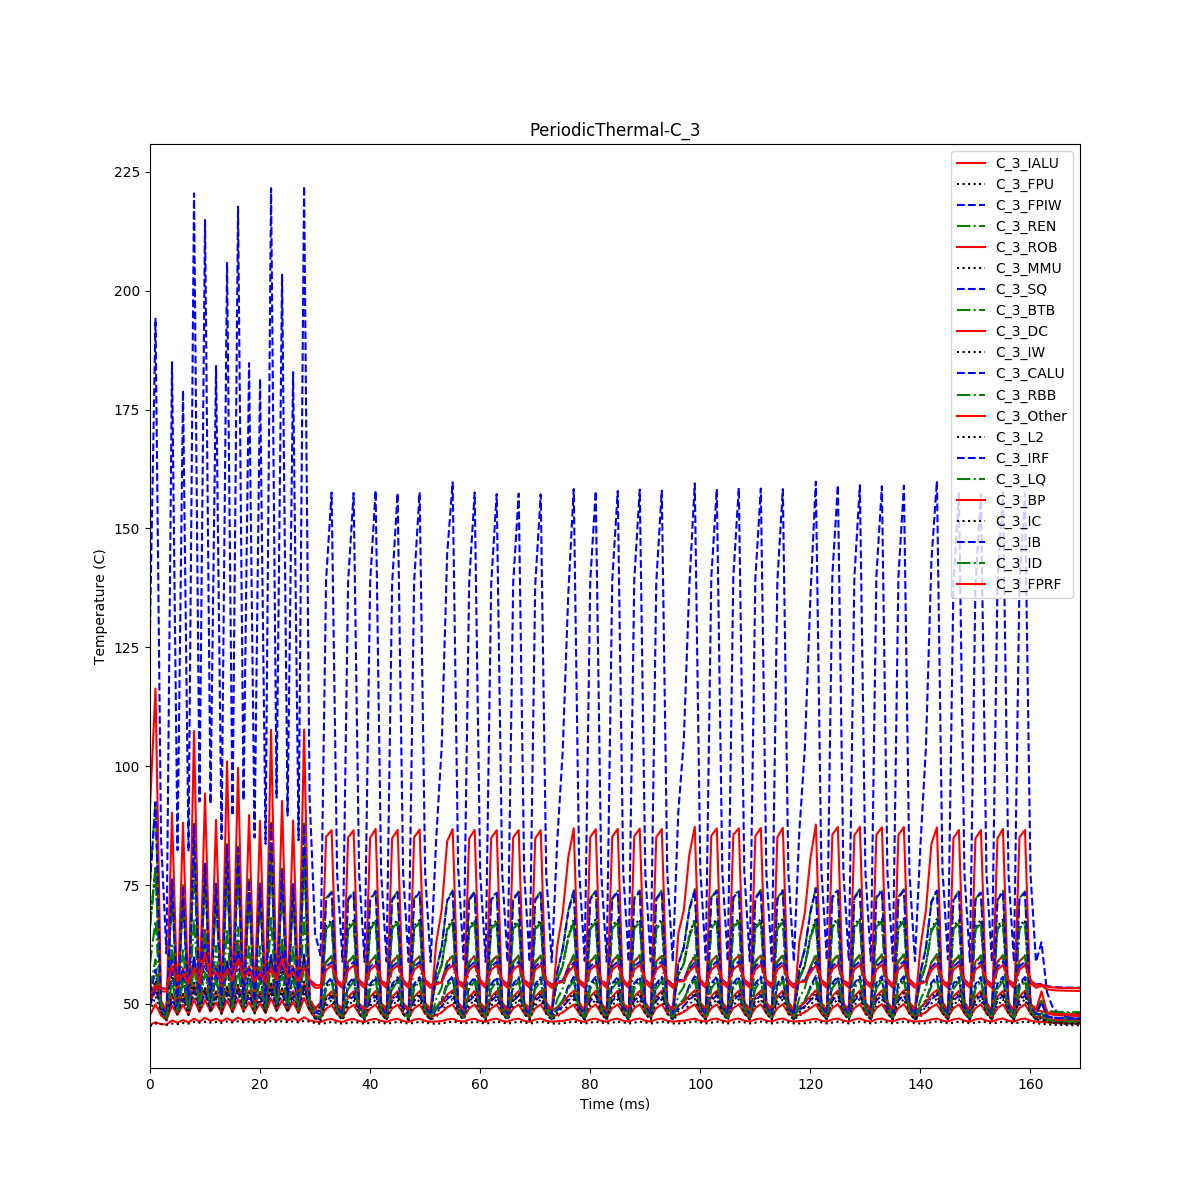 PeriodicThermal-C_3
225
200
175
150
125
100
75
50
Temperature (C)
0
20
40
60
80
100
120
140
160
Time (ms)
C_3_IALU
C_3_FPU
C_3_FPIW
C_3_REN
C_3_ROB
C_3_MMU
C_3_SQ
C_3_BTB
C_3_DC
C_3_IW
C_3_CALU
C_3_RBB
C_3_Other
C_3_L2
C_3_IRF
C_3_LQ
C_3_BP
C_3_IC
C_3_IB
C_3_ID
C_3_FPRF